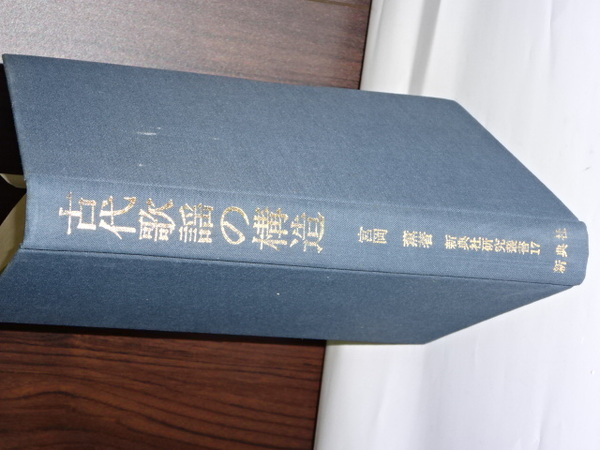 古代歌謡の構造
宮岡 薫著
新典社研究叢書17
新典社